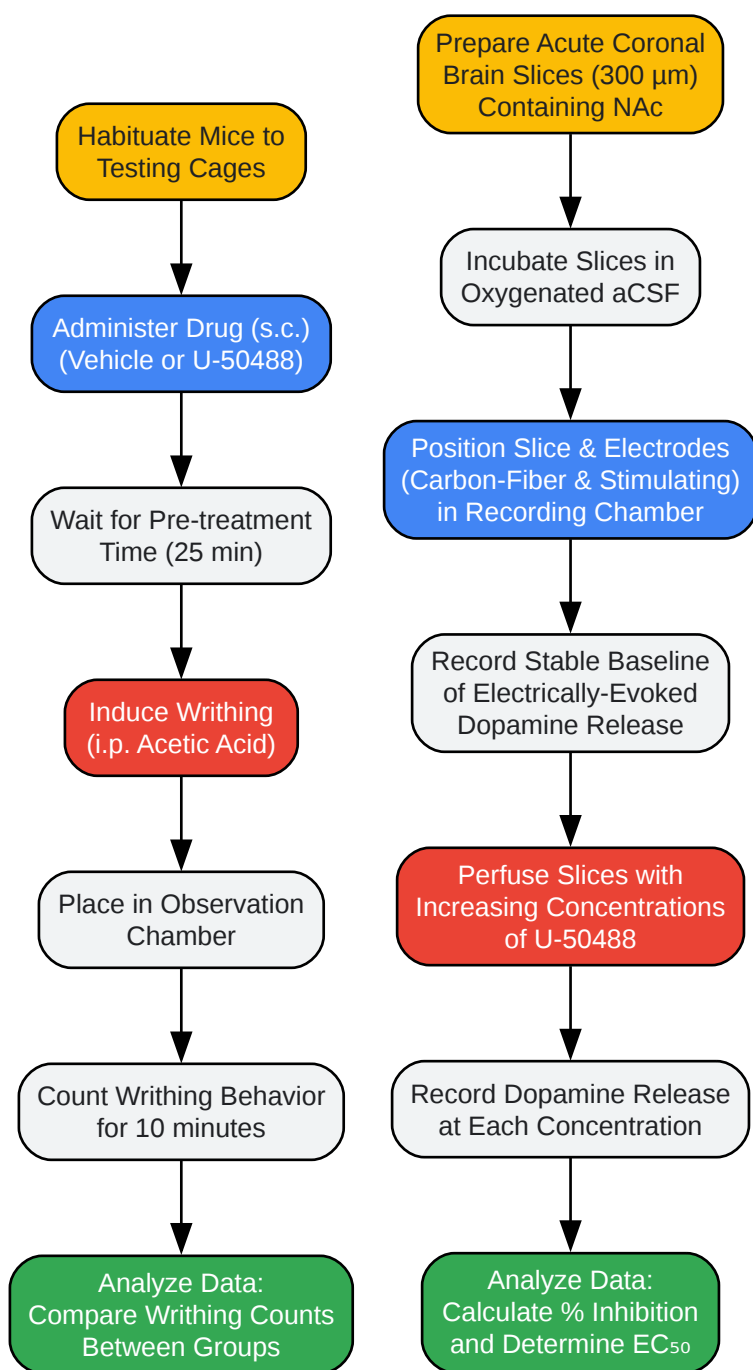 Habituate Mice to
Testing Cages
Administer Drug (s.c.)
(Vehicle or U-50488)
Wait for Pre-treatment
Time (25 min)
Induce Writhing
(i.p. Acetic Acid)
Place in Observation
Chamber
Count Writhing Behavior
for 10 minutes
Analyze Data:
Compare Writhing Counts
Between Groups
Prepare Acute Coronal
Brain Slices (300 µm)
Containing NAc
Incubate Slices in
Oxygenated aCSF
Position Slice & Electrodes
(Carbon-Fiber & Stimulating)
in Recording Chamber
Record Stable Baseline
of Electrically-Evoked
Dopamine Release
Perfuse Slices with
Increasing Concentrations
of U-50488
Record Dopamine Release
at Each Concentration
Analyze Data:
Calculate % Inhibition
and Determine EC₅₀